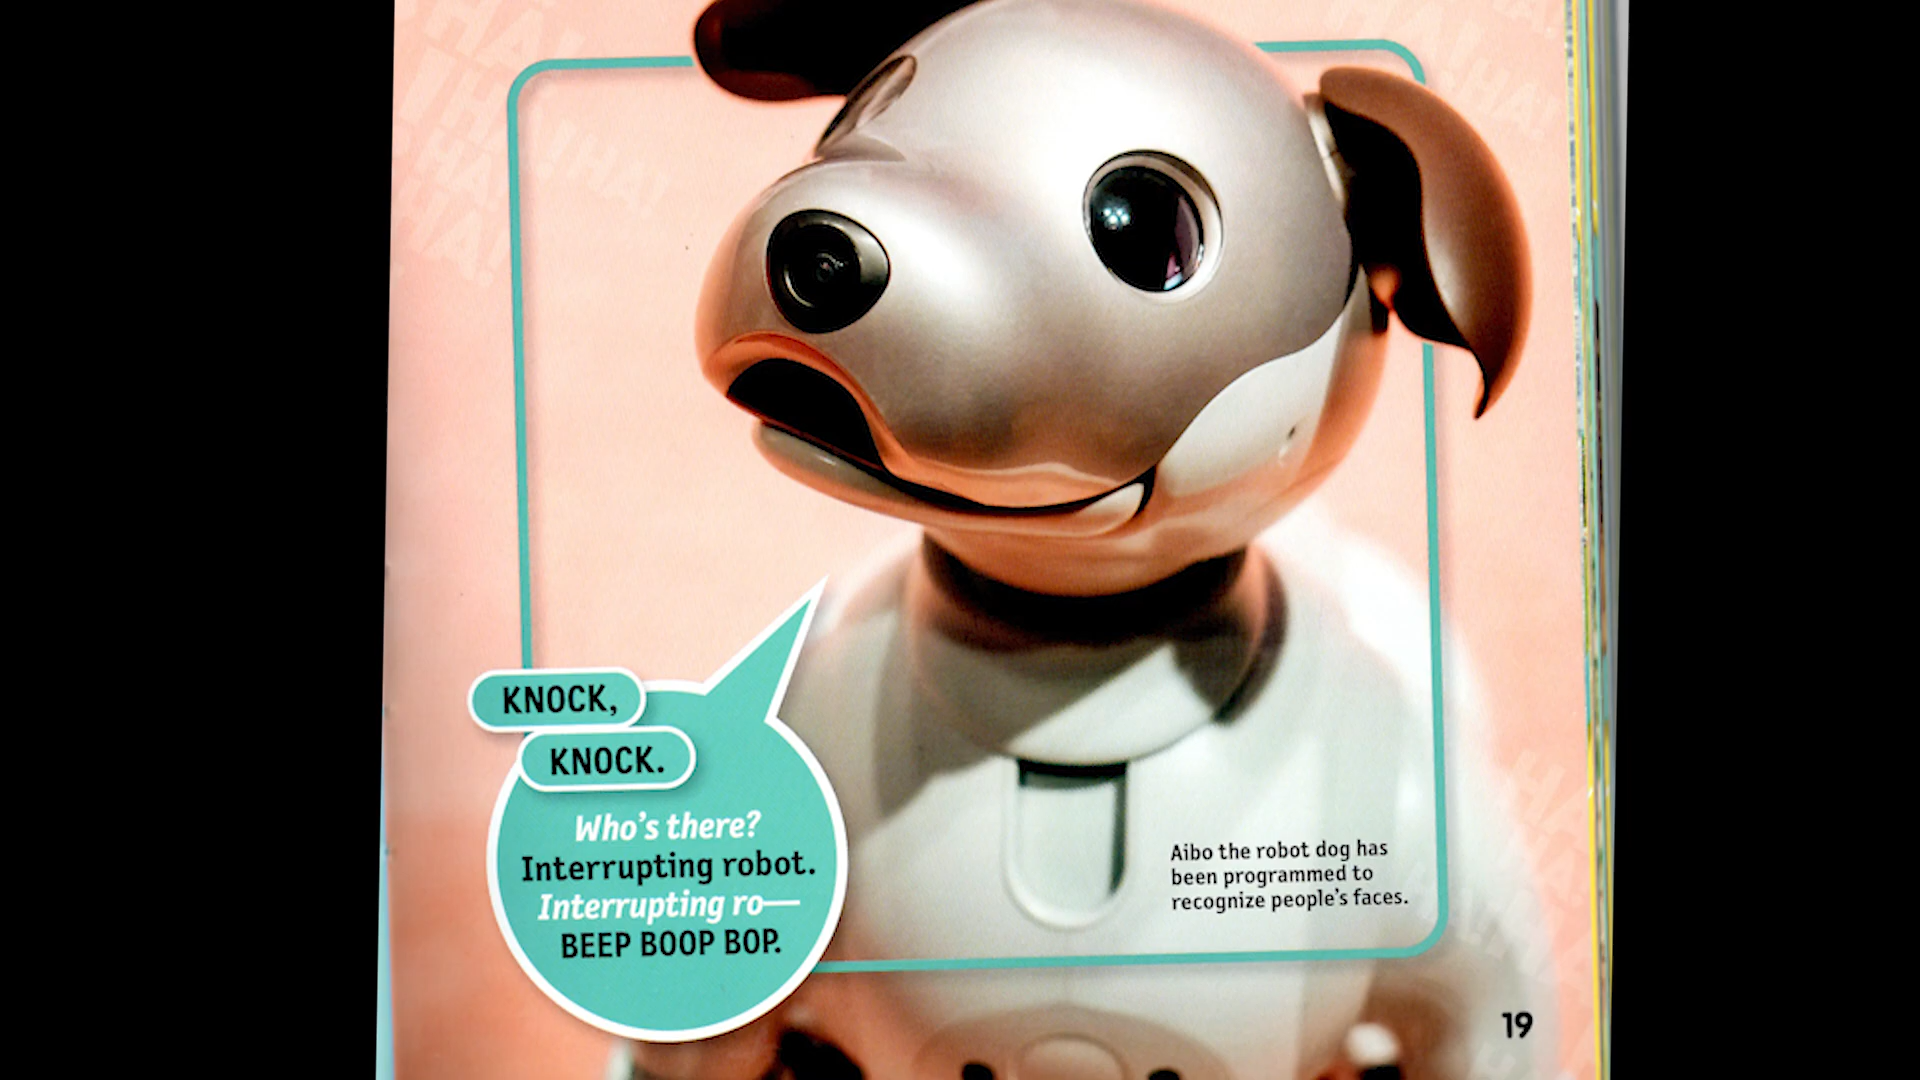 KNOCK,
KNOCK.
Who's there?
Interrupting robot.
Interrupting ro—
BEEP BOOP BOP.
Aibo the robot dog has
been programmed to
recognize people's faces.
19